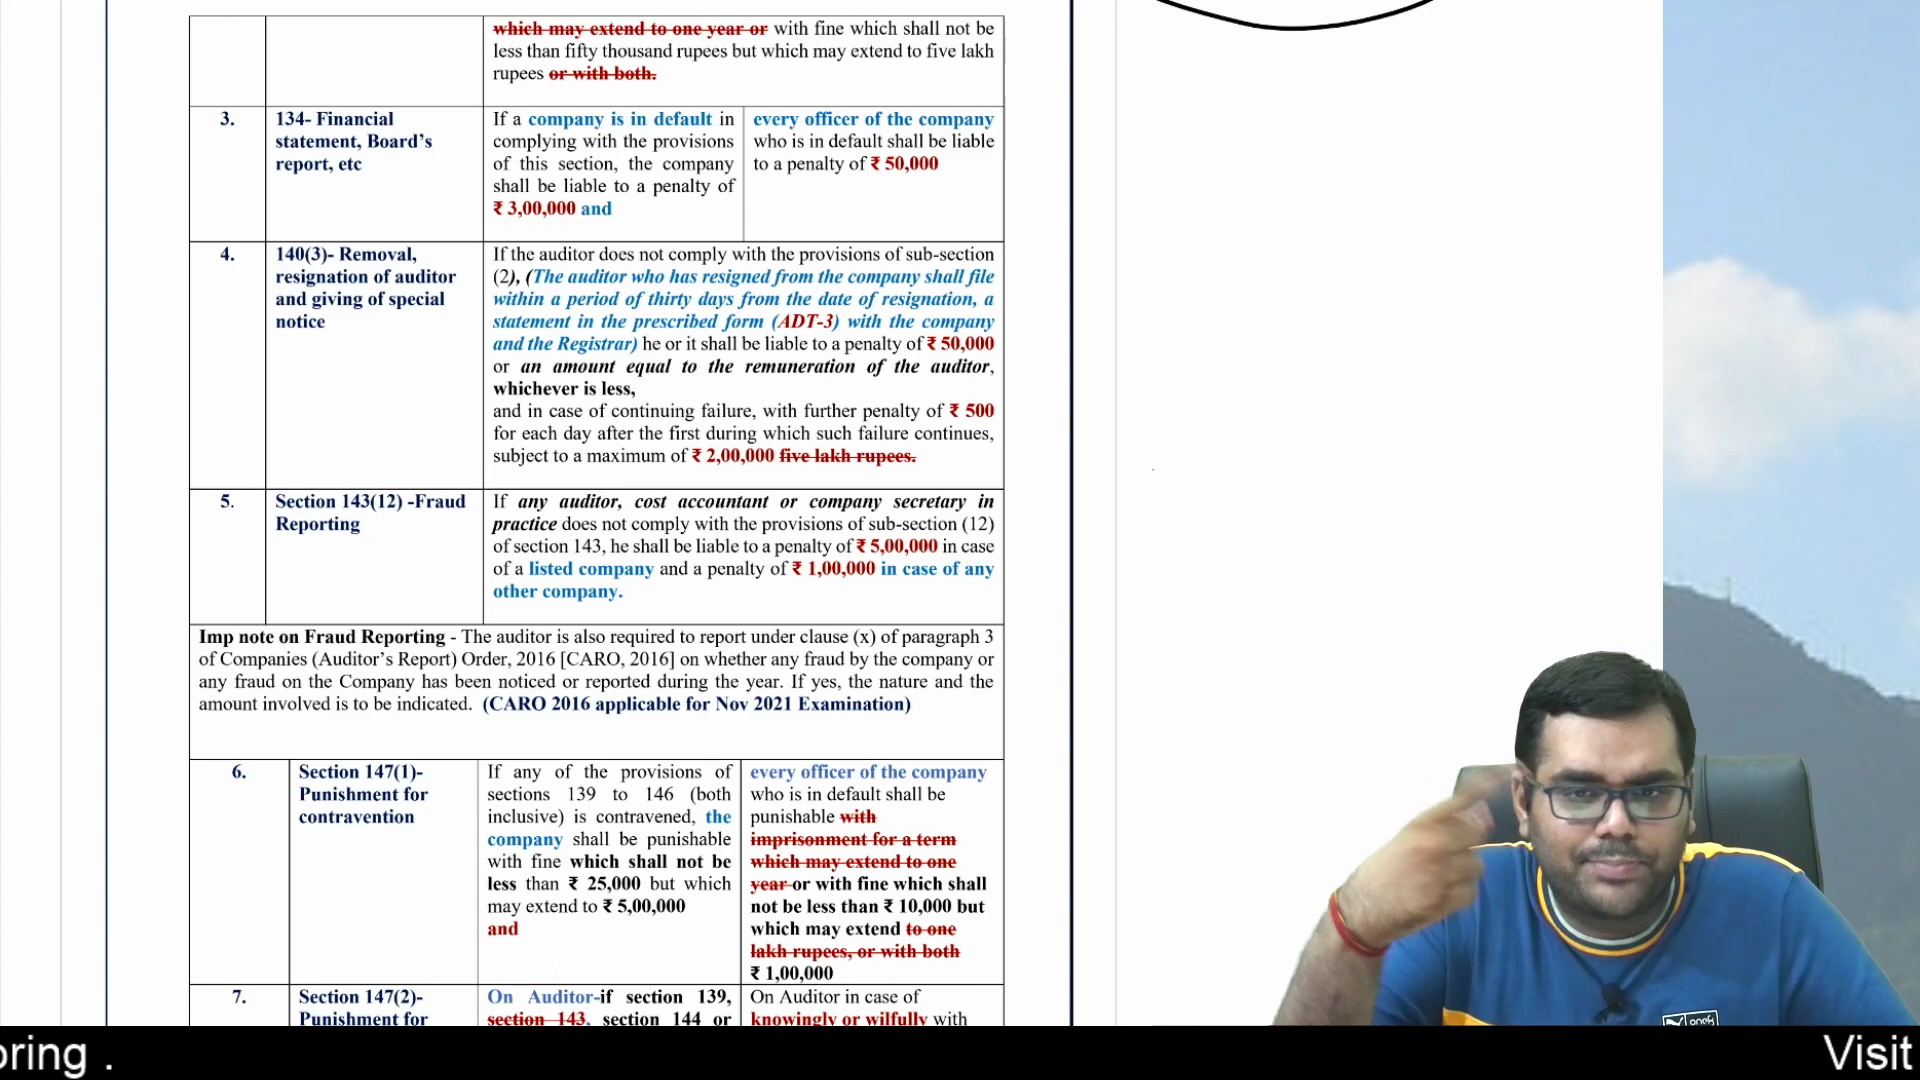 which may extend to one year or with fine which shall not be
less than fifty thousand rupees but which may extend to five lakh
rupees or with both.
3.
134- Financial
statement, Board's
report, etc
If a company is in default in
complying with the provisions
of this section, the company
shall be liable to a penalty of
₹ 3,00,000 and
every officer of the company
who is in default shall be liable
to a penalty of ₹ 50,000
4.
140(3)- Removal,
resignation of auditor
and giving of special
notice
If the auditor does not comply with the provisions of sub-section
(2), (The auditor who has resigned from the company shall file
within a period of thirty days from the date of resignation, a
statement in the prescribed form (ADT-3) with the company
and the Registrar) he or it shall be liable to a penalty of ₹ 50,000
or an amount equal to the remuneration of the auditor,
whichever is less,
and in case of continuing failure, with further penalty of ₹ 500
for each day after the first during which such failure continues,
subject to a maximum of ₹ 2,00,000 five lakh rupees.
5.
Section 143(12) -Fraud
Reporting
If any auditor, cost accountant or company secretary in
practice does not comply with the provisions of sub-section (12)
of section 143, he shall be liable to a penalty of ₹ 5,00,000 in case
of a listed company and a penalty of ₹ 1,00,000 in case of any
other company.
Imp note on Fraud Reporting - The auditor is also required to report under clause (x) of paragraph 3
of Companies (Auditor's Report) Order, 2016 [CARO, 2016] on whether any fraud by the company or
any fraud on the Company has been noticed or reported during the year. If yes, the nature and the
amount involved is to be indicated. (CARO 2016 applicable for Nov 2021 Examination)
6.
Section 147(1)-
Punishment for
contravention
If any of the provisions of
sections 139 to 146 (both
inclusive) is contravened, the
company shall be punishable
with fine which shall not be
less than ₹ 25,000 but which
may extend to ₹ 5,00,000
and
every officer of the company
who is in default shall be
punishable with
imprisonment for a term
which may extend to one
year or with fine which shall
not be less than ₹ 10,000 but
which may extend to one
lakh rupees, or with both
₹ 1,00,000
7.
Section 147(2)-
Punishment for
On Auditor-if section 139,
section 143, section 144 or
On Auditor in case of
knowingly or wilfully with
oring .
Visit